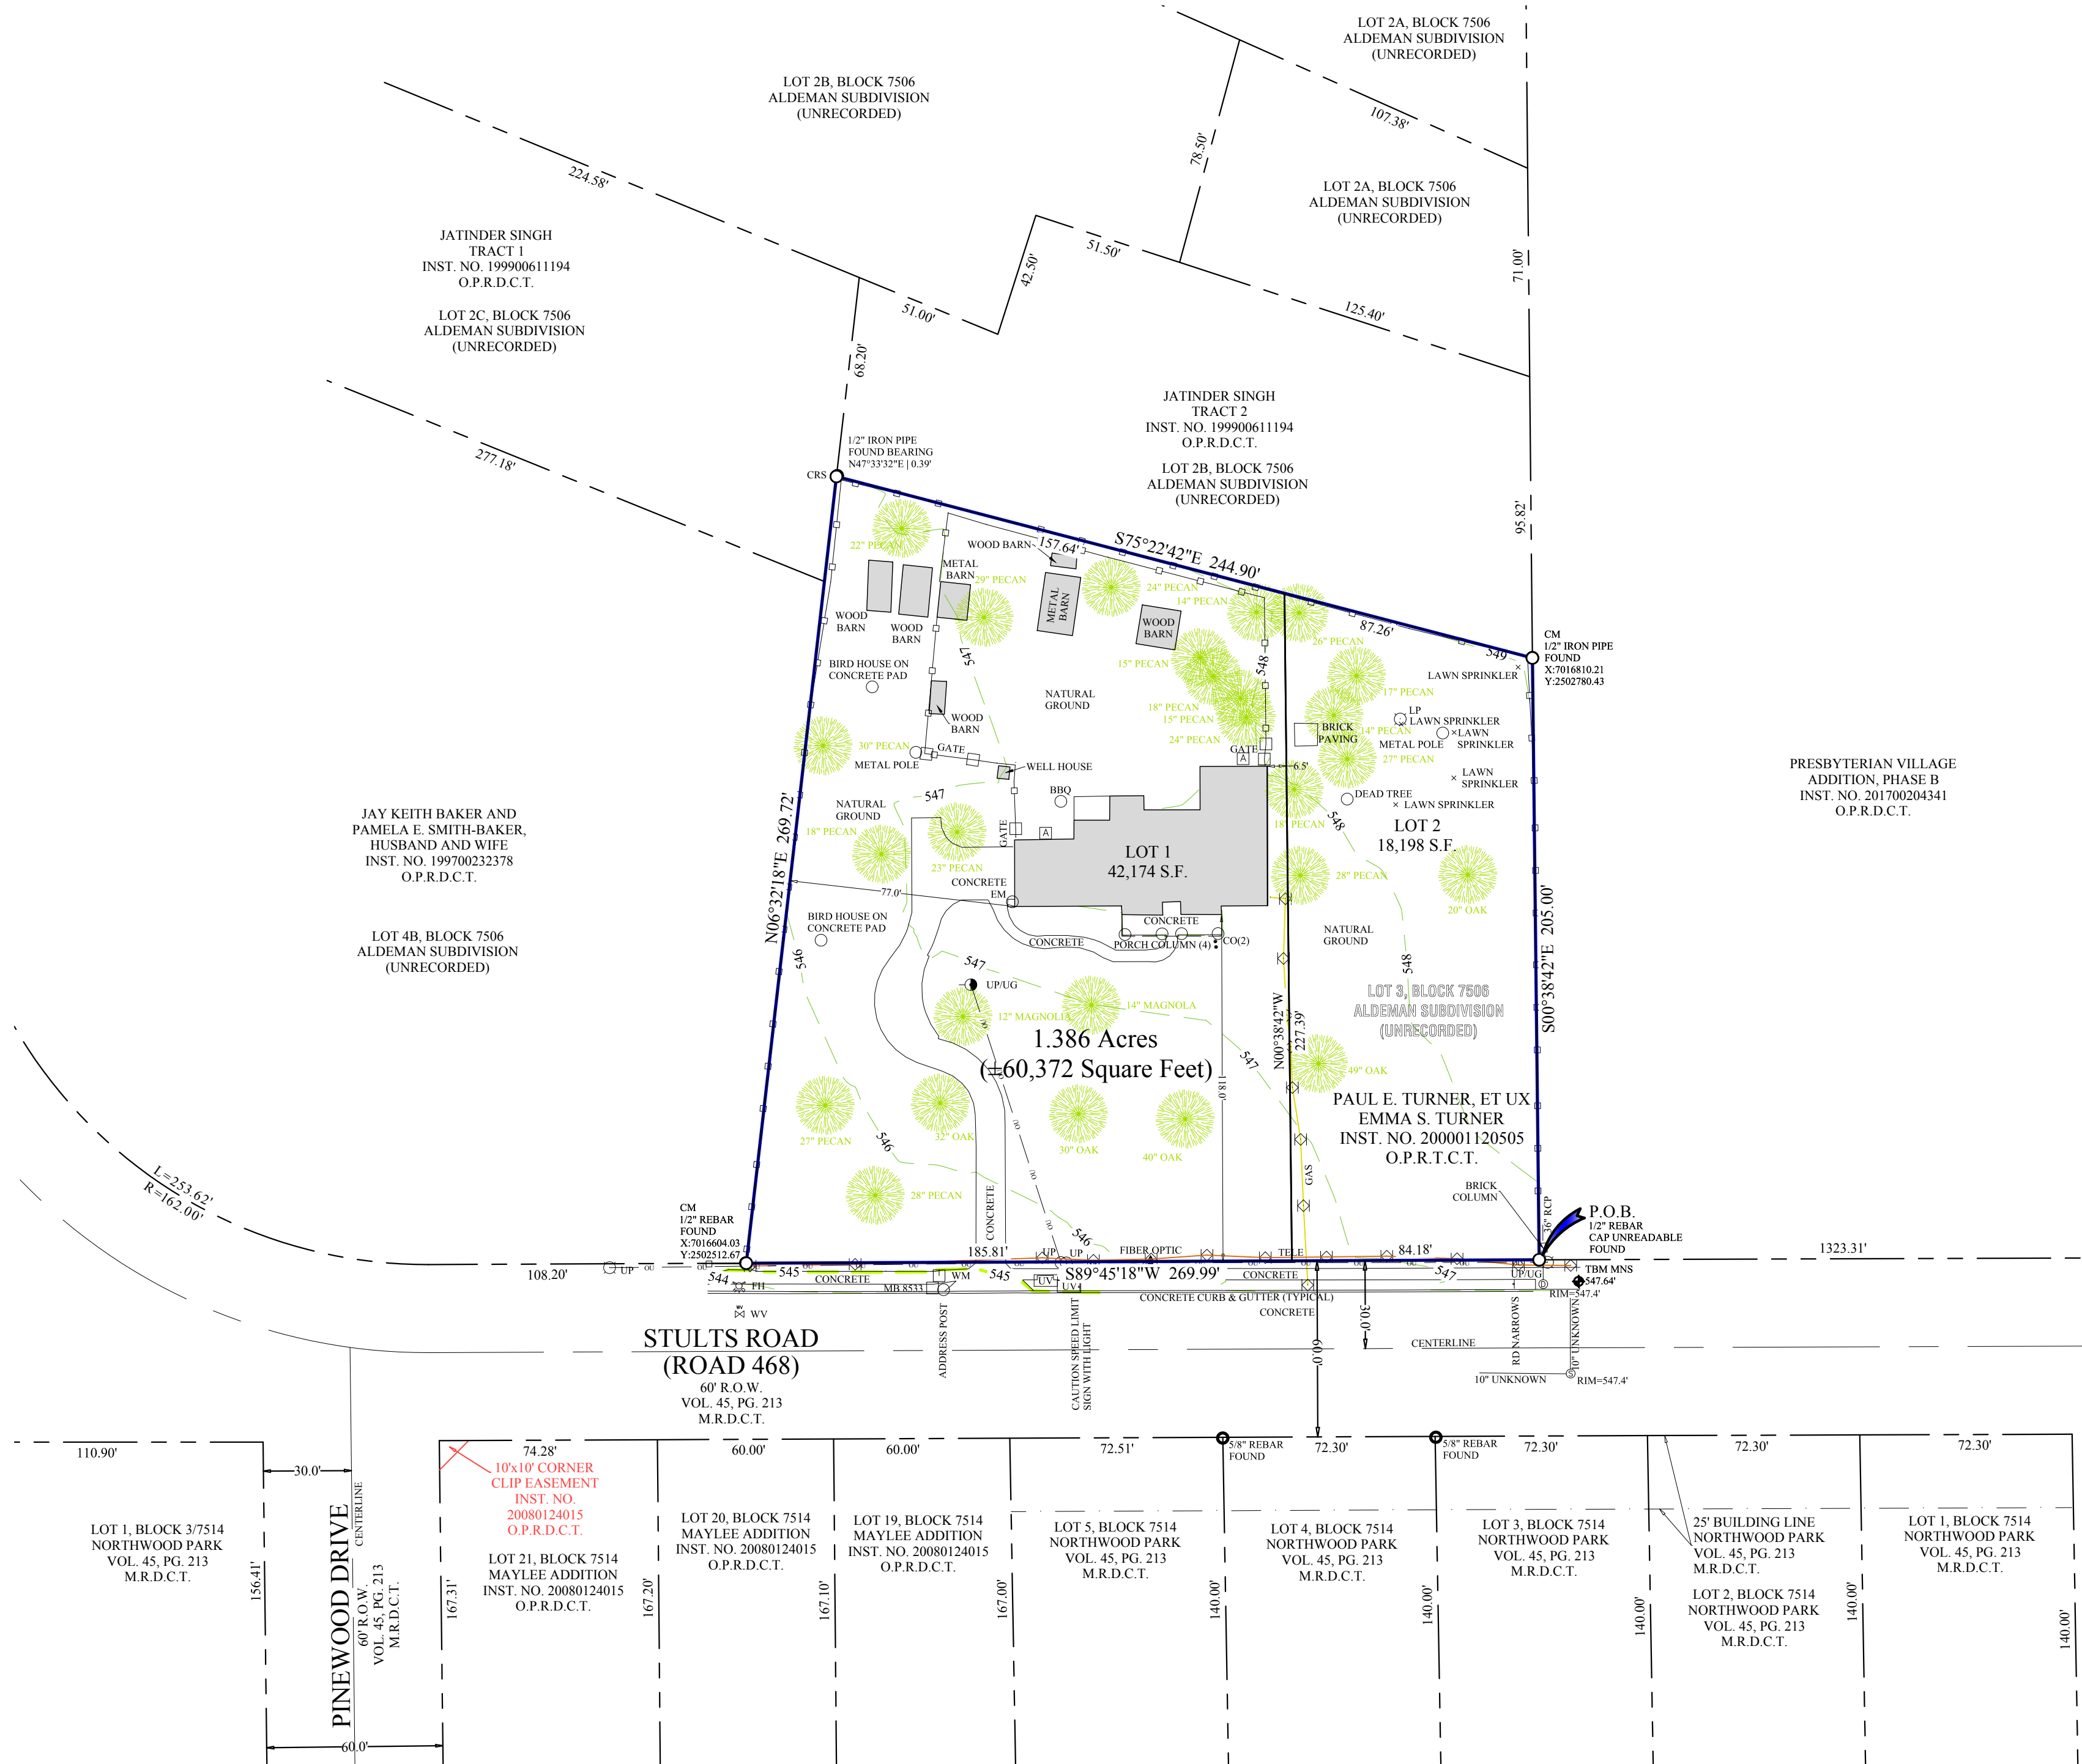 LOT 2A, BLOCK 7506
ALDEMAN SUBDIVISION
(UNRECORDED)
LOT 2B, BLOCK 7506
ALDEMAN SUBDIVISION
(UNRECORDED)
107.38'
78.50'
224.58'
LOT 2A, BLOCK 7506
ALDEMAN SUBDIVISION
(UNRECORDED)
JATINDER SINGH
TRACT 1
INST. NO. 199900611194
O.P.R.D.C.T.
LOT 2C, BLOCK 7506
ALDEMAN SUBDIVISION
(UNRECORDED)
51.50'
42.50'
71.00'
51.00'
125.40'
68.20'
JATINDER SINGH
TRACT 2
INST. NO. 199900611194
O.P.R.D.C.T.
LOT 2B, BLOCK 7506
ALDEMAN SUBDIVISION
(UNRECORDED)
277.18'
1/2" IRON PIPE
FOUND BEARING
N47°33'32"E | 0.39'
CRS
95.82'
S75°22'42"E 244.90'
157.64'
87.26'
22" PECAN
WOOD BARN
METAL
BARN
29" PECAN
METAL
BARN
24" PECAN
14" PECAN
26" PECAN
WOOD
BARN
WOOD
BARN
WOOD
BARN
15" PECAN
548
549
CM
1/2" IRON PIPE
FOUND
X:7016810.21
Y:2502780.43
BIRD HOUSE ON
CONCRETE PAD
547
NATURAL
GROUND
LAWN SPRINKLER
17" PECAN
18" PECAN
15" PECAN
24" PECAN
LP
LAWN SPRINKLER
LAWN
SPRINKLER
14" PECAN
METAL POLE
BRICK
PAVING
WOOD
BARN
30" PECAN
METAL POLE
GATE
GATE
WELL HOUSE
6.5'
27" PECAN
LAWN
SPRINKLER
547
NATURAL
GROUND
BBQ
DEAD TREE
LAWN SPRINKLER
18" PECAN
GATE
A
A
18" PECAN
548
LOT 2
18,198 S.F.
PRESBYTERIAN VILLAGE
ADDITION, PHASE B
INST. NO. 201700204341
O.P.R.D.C.T.
JAY KEITH BAKER AND
PAMELA E. SMITH-BAKER,
HUSBAND AND WIFE
INST. NO. 199700232378
O.P.R.D.C.T.
LOT 4B, BLOCK 7506
ALDEMAN SUBDIVISION
(UNRECORDED)
N06°32'18"E 269.72'
23" PECAN
LOT 1
42,174 S.F.
28" PECAN
20" OAK
77.0'
CONCRETE
EM
BIRD HOUSE ON
CONCRETE PAD
CONCRETE
CONCRETE
PORCH COLUMN (4)
CO(2)
NATURAL
GROUND
546
547
548
UP/UG
12" MAGNOLIA
14" MAGNOLA
OU
LOT 3, BLOCK 7506
ALDEMAN SUBDIVISION
(UNRECORDED)
S00°38'42"E 205.00'
1.386 Acres
(±60,372 Square Feet)
N00°38'42"W
227.39'
547
118.0'
49" OAK
PAUL E. TURNER, ET UX
EMMA S. TURNER
INST. NO. 200001120505
O.P.R.T.C.T.
27" PECAN
32" OAK
30" OAK
40" OAK
546
OU
GAS
28" PECAN
CONCRETE
BRICK
COLUMN
36" RCP
P.O.B.
1/2" REBAR
CAP UNREADABLE
FOUND
L=253.62'
R=162.00'
CM
1/2" REBAR
FOUND
X:7016604.03
Y:2502512.67
OU
546
185.81'
UP
UP
FIBER OPTIC
TELE
84.18'
1323.31'
108.20'
UP
OU
544
545
CONCRETE
WM
545
S89°45'18"W 269.99'
547
UP/UG
TBM MNS
547.64'
FH
MB 8533
UV
UV
CONCRETE CURB & GUTTER (TYPICAL)
CONCRETE
D
RIM=547.4'
WV
WV
STULTS ROAD
(ROAD 468)
60' R.O.W.
VOL. 45, PG. 213
M.R.D.C.T.
ADDRESS POST
CAUTION SPEED LIMIT
SIGN WITH LIGHT
60.0'
30.0'
CENTERLINE
RD NARROWS
10" UNKNOWN
10" UNKNOWN
S
RIM=547.4'
110.90'
74.28'
60.00'
60.00'
72.51'
5/8" REBAR
FOUND
72.30'
5/8" REBAR
FOUND
72.30'
72.30'
72.30'
30.0'
10'x10' CORNER
CLIP EASEMENT
INST. NO.
20080124015
O.P.R.D.C.T.
LOT 21, BLOCK 7514
MAYLEE ADDITION
INST. NO. 20080124015
O.P.R.D.C.T.
LOT 1, BLOCK 3/7514
NORTHWOOD PARK
VOL. 45, PG. 213
M.R.D.C.T.
156.41'
PINEWOOD DRIVE
60' R.O.W.
VOL. 45, PG. 213
M.R.D.C.T.
CENTERLINE
167.31'
167.20'
LOT 20, BLOCK 7514
MAYLEE ADDITION
INST. NO. 20080124015
O.P.R.D.C.T.
167.10'
LOT 19, BLOCK 7514
MAYLEE ADDITION
INST. NO. 20080124015
O.P.R.D.C.T.
167.00'
LOT 5, BLOCK 7514
NORTHWOOD PARK
VOL. 45, PG. 213
M.R.D.C.T.
140.00'
LOT 4, BLOCK 7514
NORTHWOOD PARK
VOL. 45, PG. 213
M.R.D.C.T.
140.00'
LOT 3, BLOCK 7514
NORTHWOOD PARK
VOL. 45, PG. 213
M.R.D.C.T.
140.00'
25' BUILDING LINE
NORTHWOOD PARK
VOL. 45, PG. 213
M.R.D.C.T.
LOT 2, BLOCK 7514
NORTHWOOD PARK
VOL. 45, PG. 213
M.R.D.C.T.
140.00'
LOT 1, BLOCK 7514
NORTHWOOD PARK
VOL. 45, PG. 213
M.R.D.C.T.
140.00'
60.0'